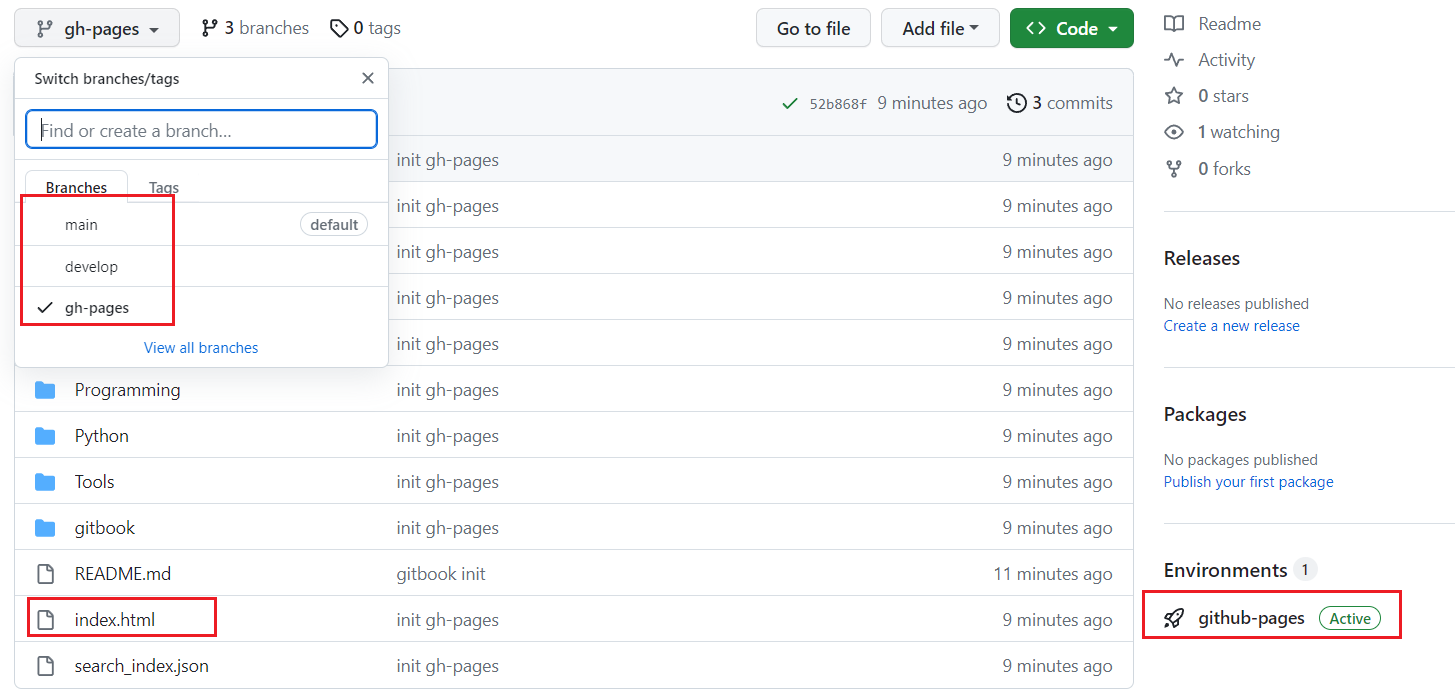 gh-pages
3 branches
0 tags
Go to file
Add file
Code
Switch branches/tags
Find or create a branch...
Branches
Tags
main
default
develop
gh-pages
View all branches
52b868f 9 minutes ago
3 commits
init gh-pages 9 minutes ago
init gh-pages 9 minutes ago
init gh-pages 9 minutes ago
init gh-pages 9 minutes ago
init gh-pages 9 minutes ago
Programming init gh-pages 9 minutes ago
Python init gh-pages 9 minutes ago
Tools init gh-pages 9 minutes ago
gitbook init gh-pages 9 minutes ago
README.md gitbook init 11 minutes ago
index.html init gh-pages 9 minutes ago
search_index.json init gh-pages 9 minutes ago
Readme
Activity
0 stars
1 watching
0 forks
Releases
No releases published
Create a new release
Packages
No packages published
Publish your first package
Environments 1
github-pages Active